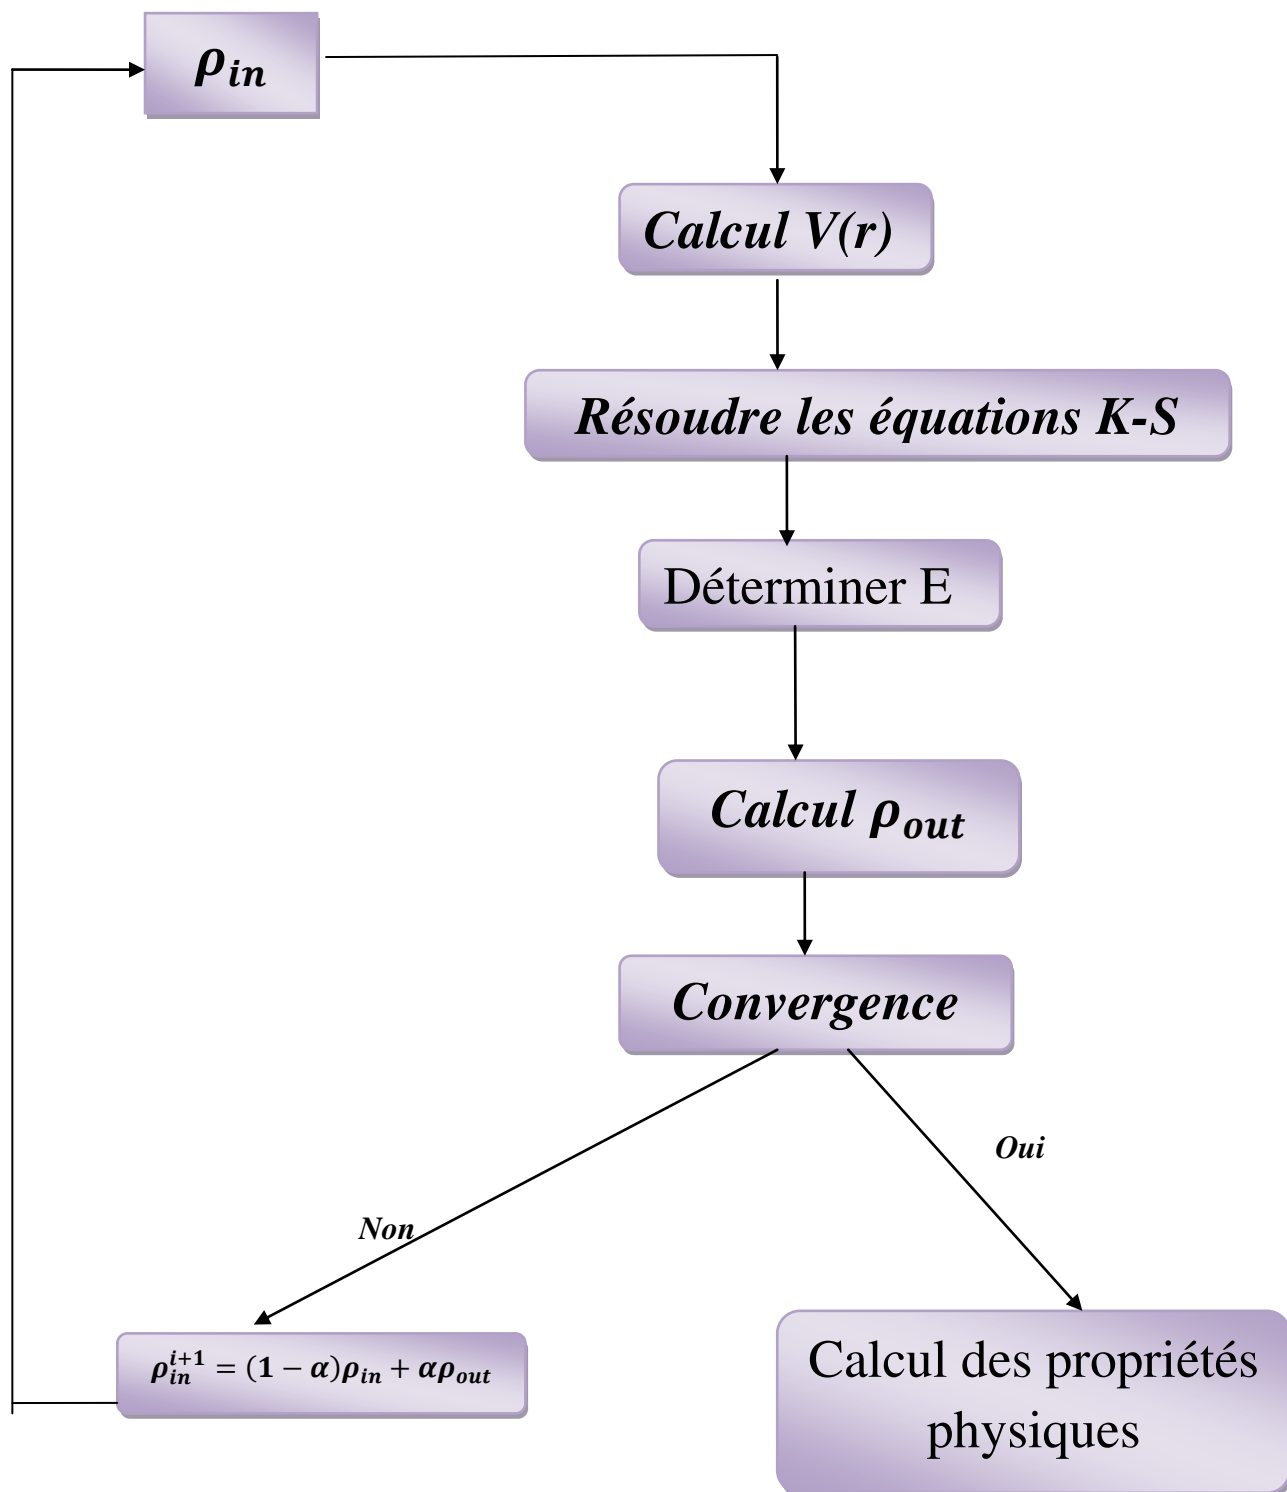 ρ_in
Calcul V(r)
Résoudre les équations K-S
Déterminer E
Calcul ρ_out
Convergence
Oui
Non
ρ_in^{i+1} = (1 − α)ρ_in + αρ_out
Calcul des propriétés
physiques